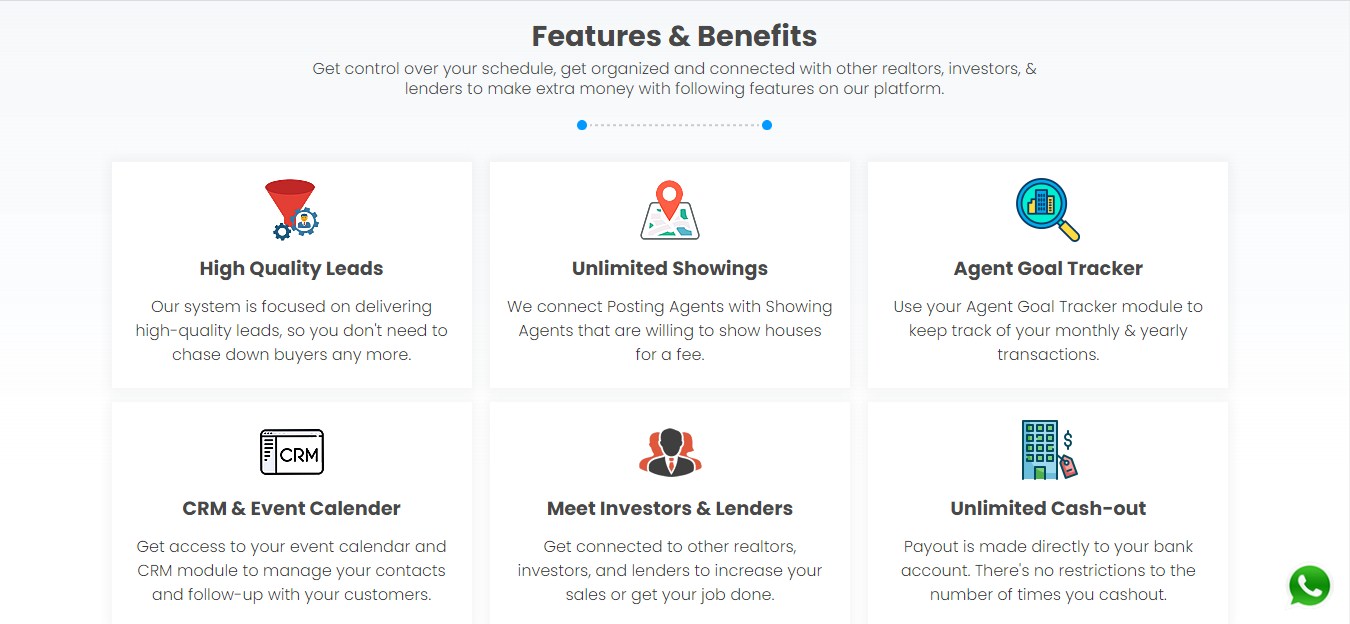 Features & Benefits
Get control over your schedule, get organized and connected with other realtors, investors, &
lenders to make extra money with following features on our platform.
High Quality Leads
Our system is focused on delivering
high-quality leads, so you don't need to
chase down buyers any more.
Unlimited Showings
We connect Posting Agents with Showing
Agents that are willing to show houses
for a fee.
Agent Goal Tracker
Use your Agent Goal Tracker module to
keep track of your monthly & yearly
transactions.
CRM
CRM & Event Calender
Get access to your event calendar and
CRM module to manage your contacts
and follow-up with your customers.
Meet Investors & Lenders
Get connected to other realtors,
investors, and lenders to increase your
sales or get your job done.
$
Unlimited Cash-out
Payout is made directly to your bank
account. There's no restrictions to the
number of times you cashout.